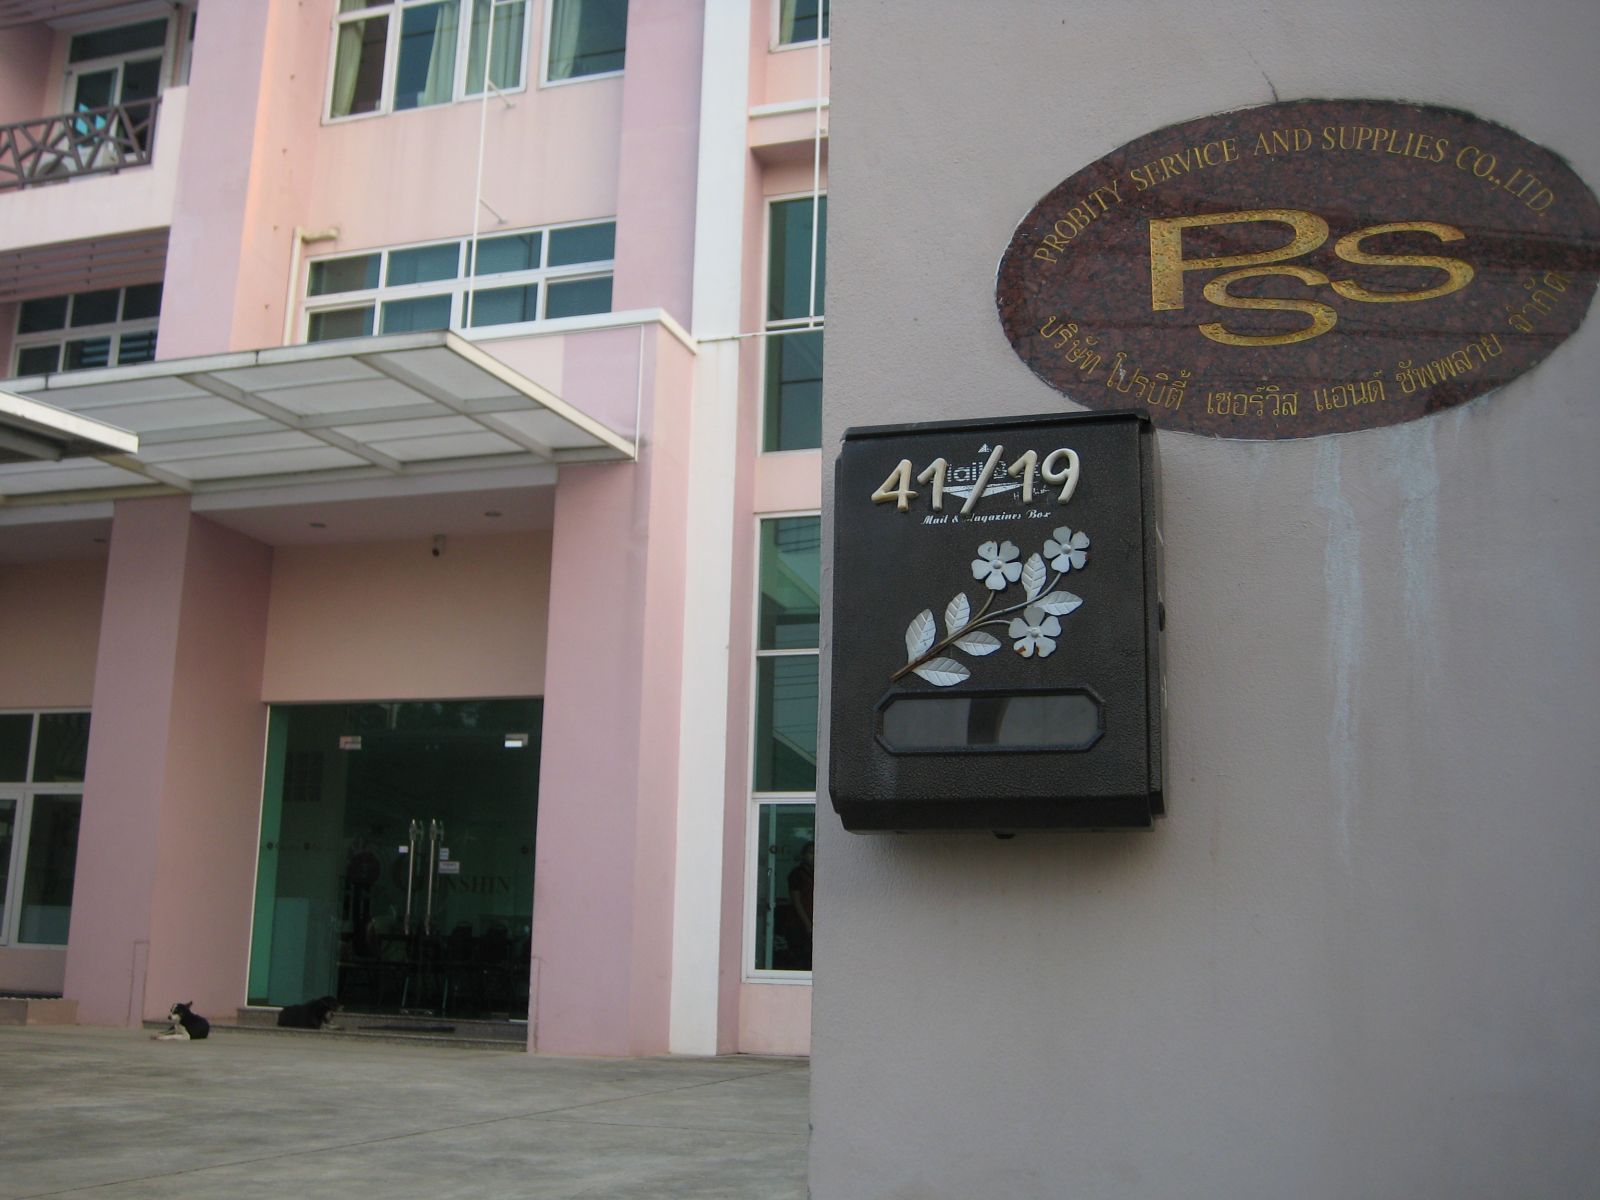 PROBITY SERVICE AND SUPPLIES CO., LTD.
PSSS
บริษัท โปรบิตี้ เซอร์วิส แอนด์ ซัพพลาย จำกัด
41/19
Mail & Magazines Box
UNSHIN